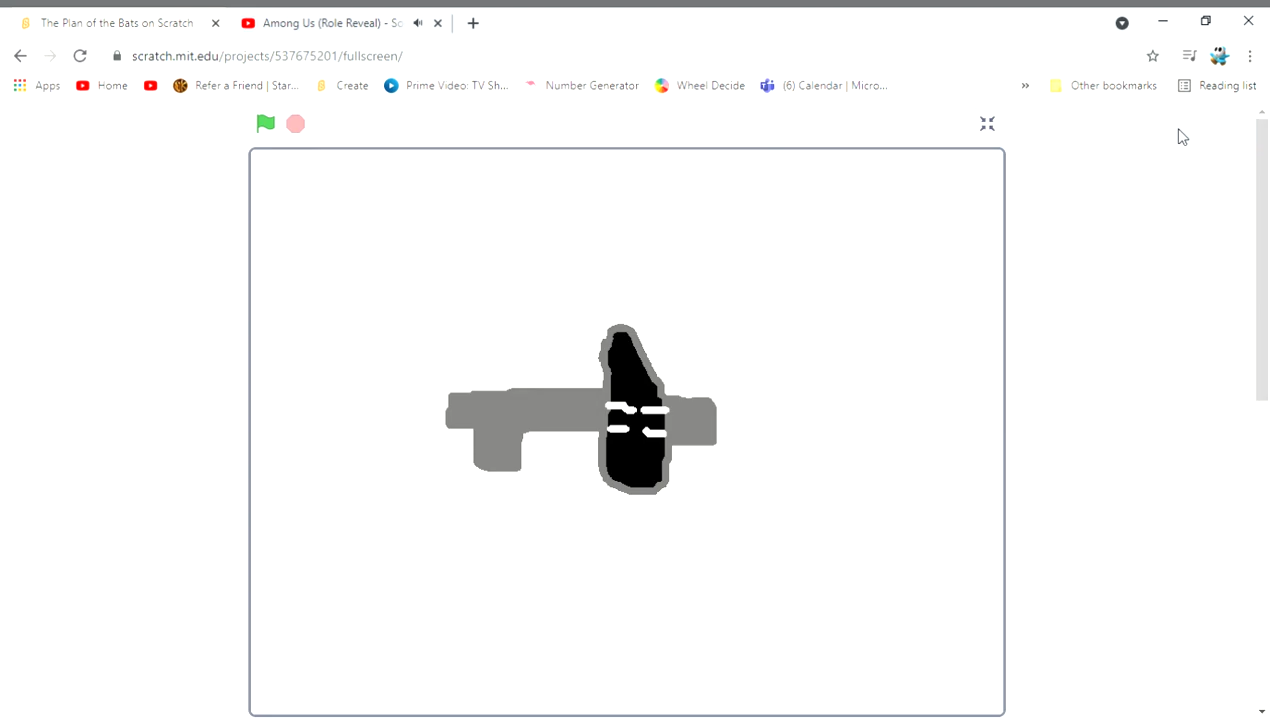 The Plan of the Bats on Scratch
Among Us (Role Reveal) - Sc
scratch.mit.edu/projects/537675201/fullscreen/
Apps Home Refer a Friend | Star... Create Prime Video: TV Sh... Number Generator Wheel Decide (6) Calendar | Micro... » Other bookmarks Reading list